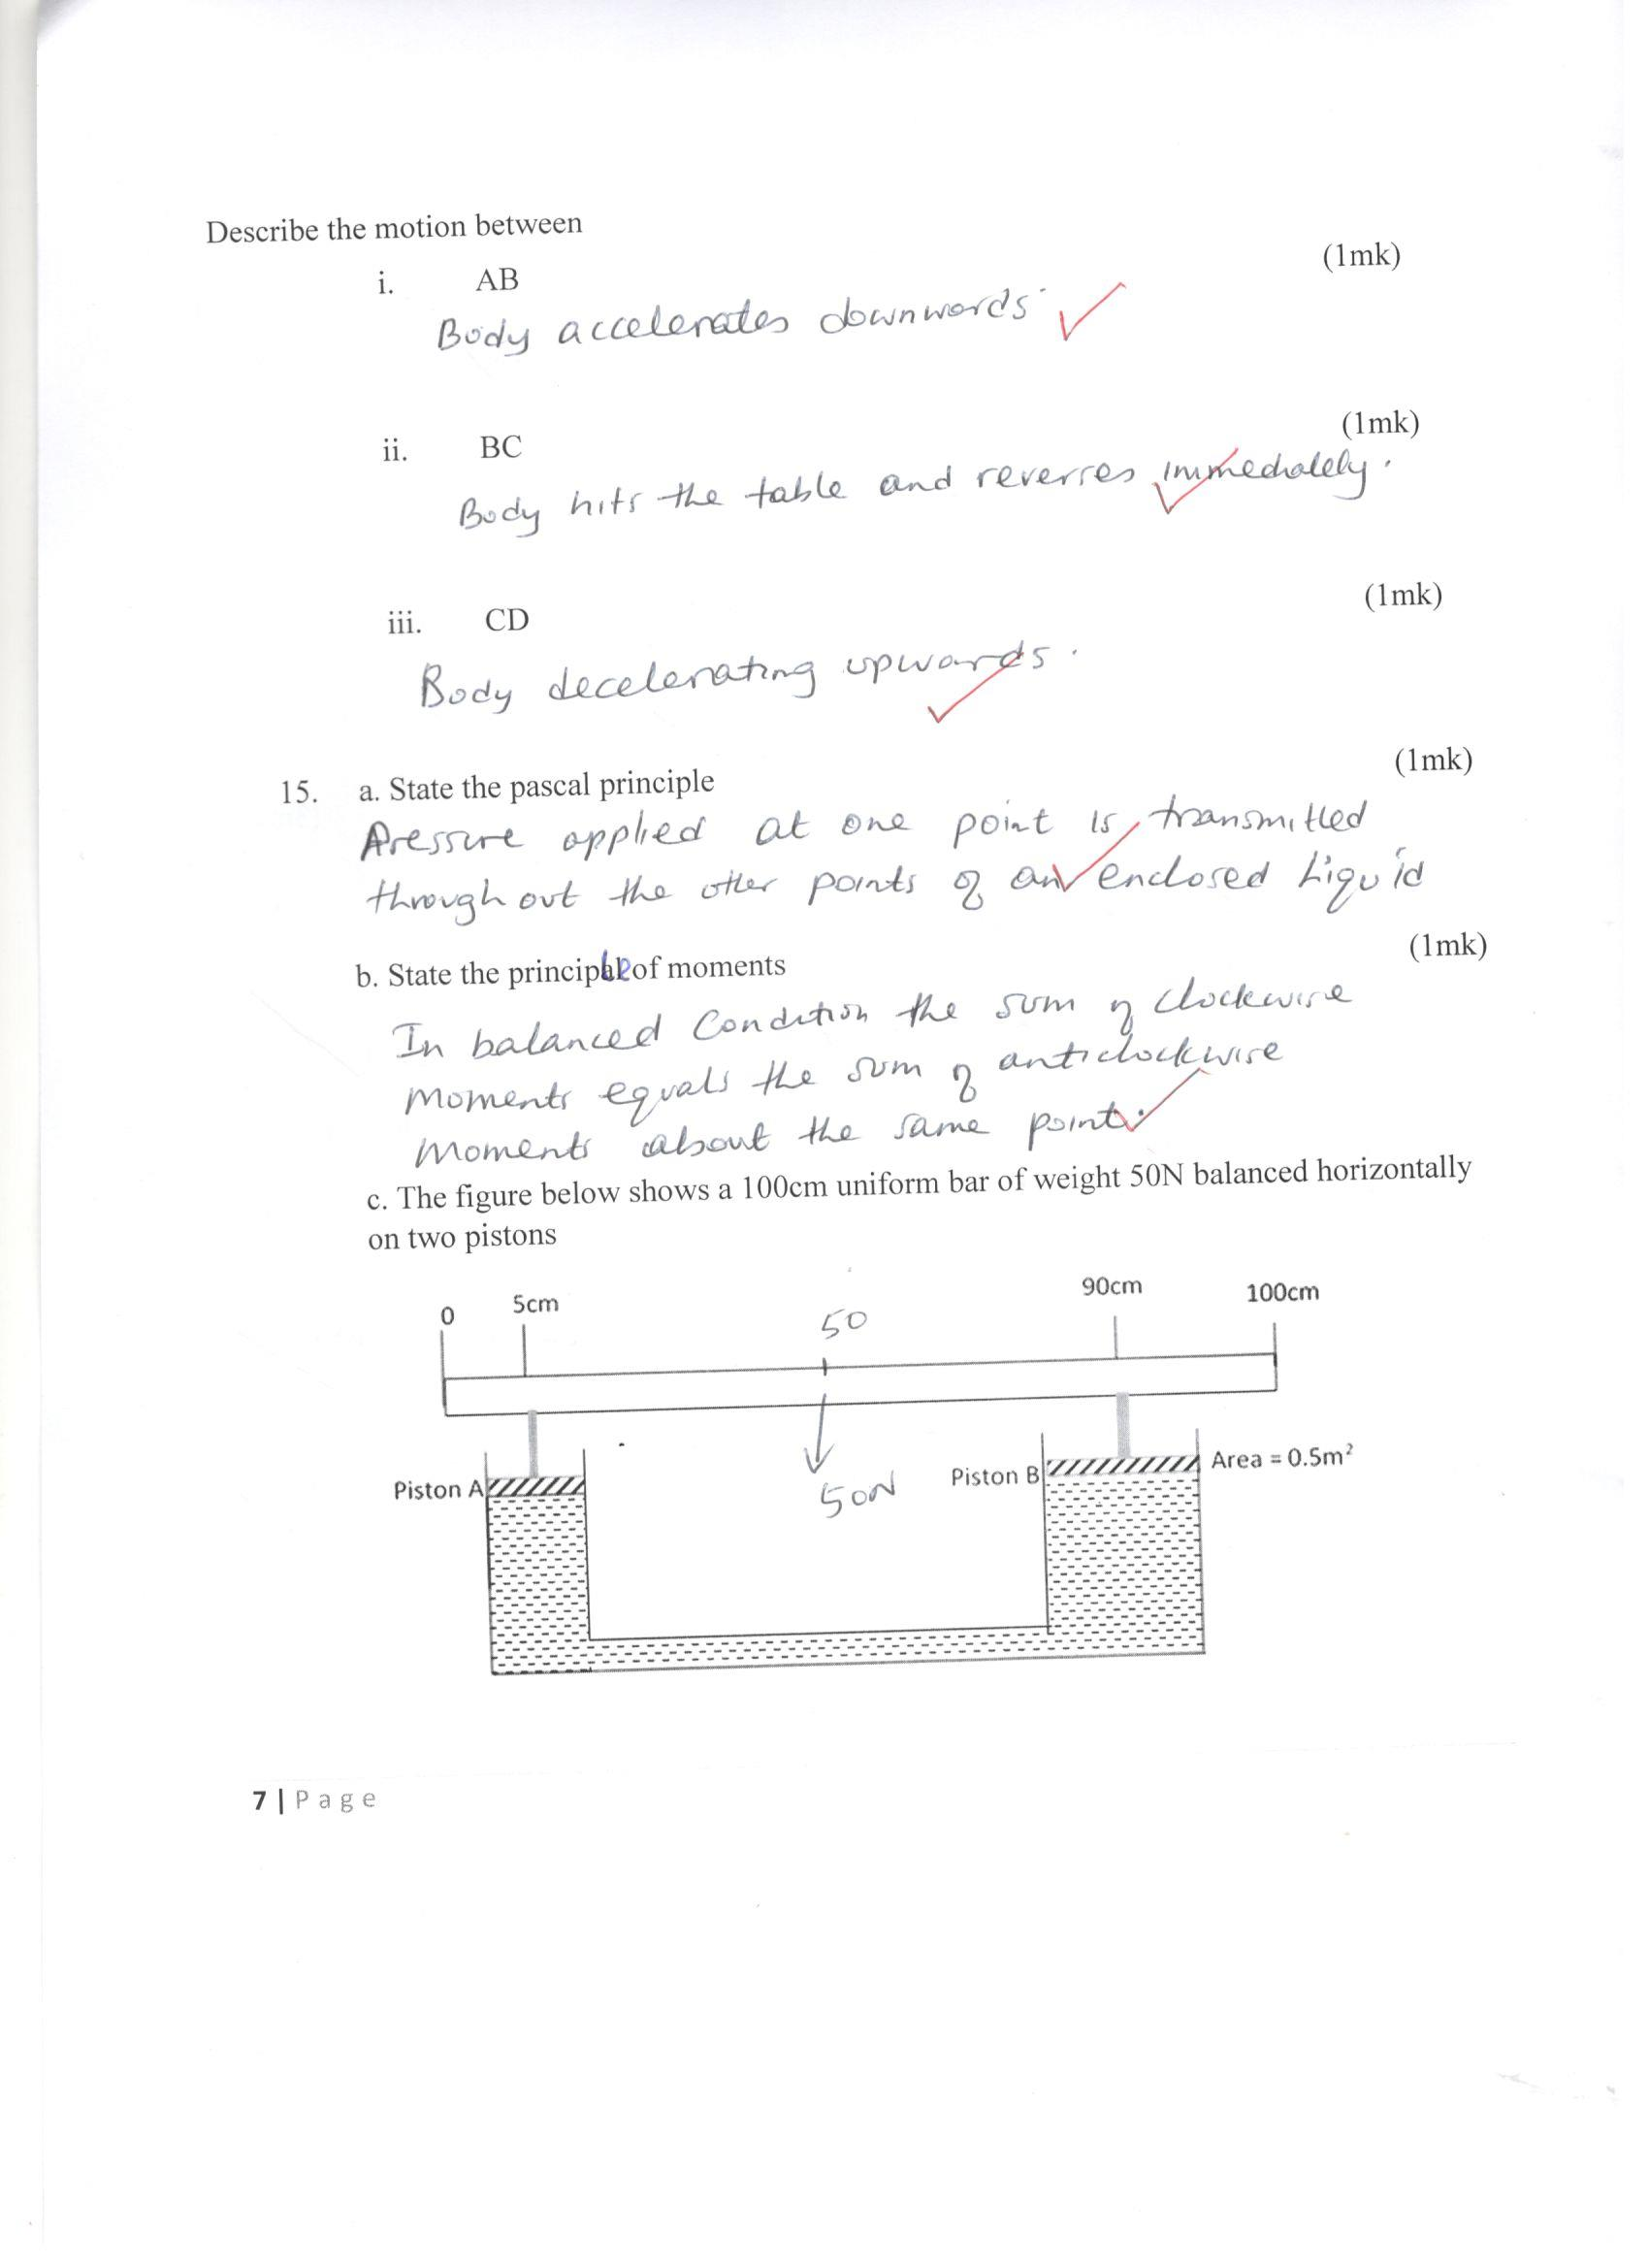 Describe the motion between
i. AB (1mk)
Body accelerates downwards.
ii. BC (1mk)
Body hits the table and reverses immediately.
iii. CD (1mk)
Body decelerating upwards.
15. a. State the pascal principle (1mk)
Pressure applied at one point is transmitted
through out the other points of an enclosed Liquid
b. State the principle of moments (1mk)
In balanced Condition the sum of clockwise
moments equals the sum of anticlockwise
moments about the same point.
c. The figure below shows a 100cm uniform bar of weight 50N balanced horizontally
on two pistons
0 5cm 50 90cm 100cm
Piston A 50N Piston B Area = 0.5m²
7 | Page